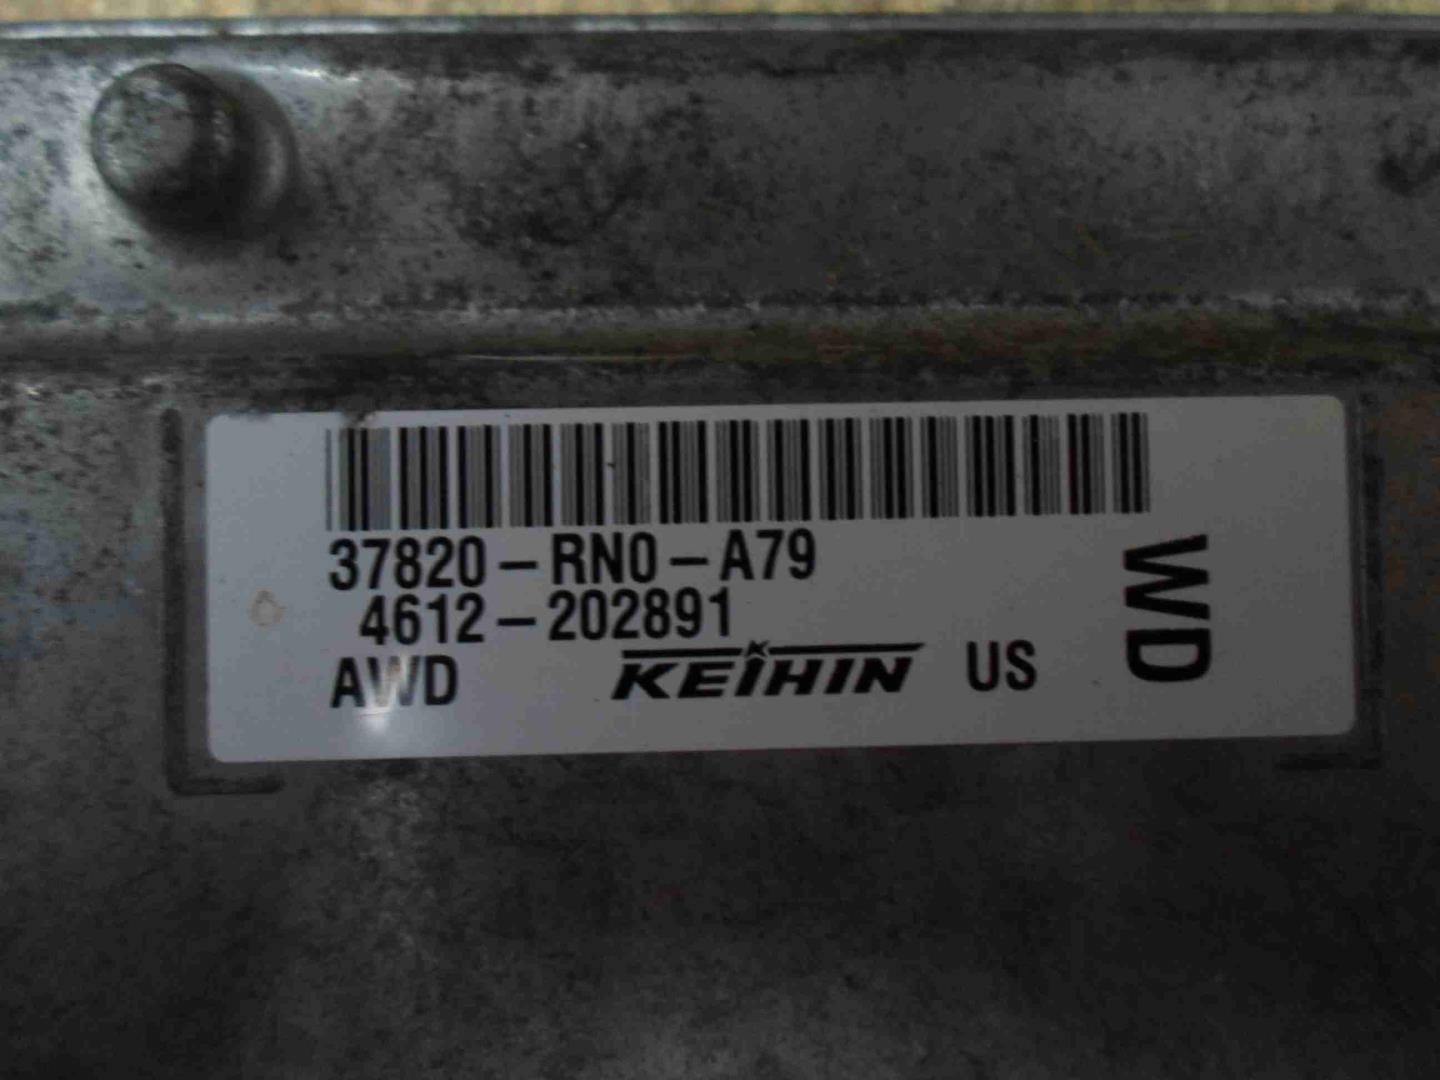 37820-RN0-A79
4612-202891
AWD KEIHIN US
WD